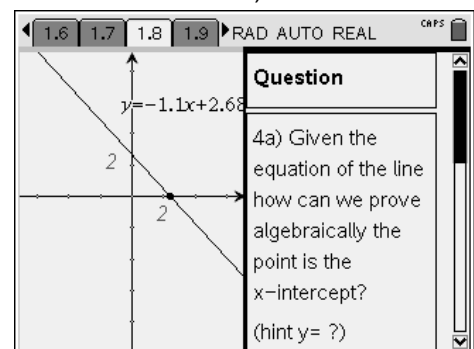 1.6 1.7 1.8 1.9 RAD AUTO REAL CAPS
Question
y=-1.1x+2.68
4a) Given the
2
equation of the line
how can we prove
2
algebraically the
point is the
x-intercept?
(hint y= ?)